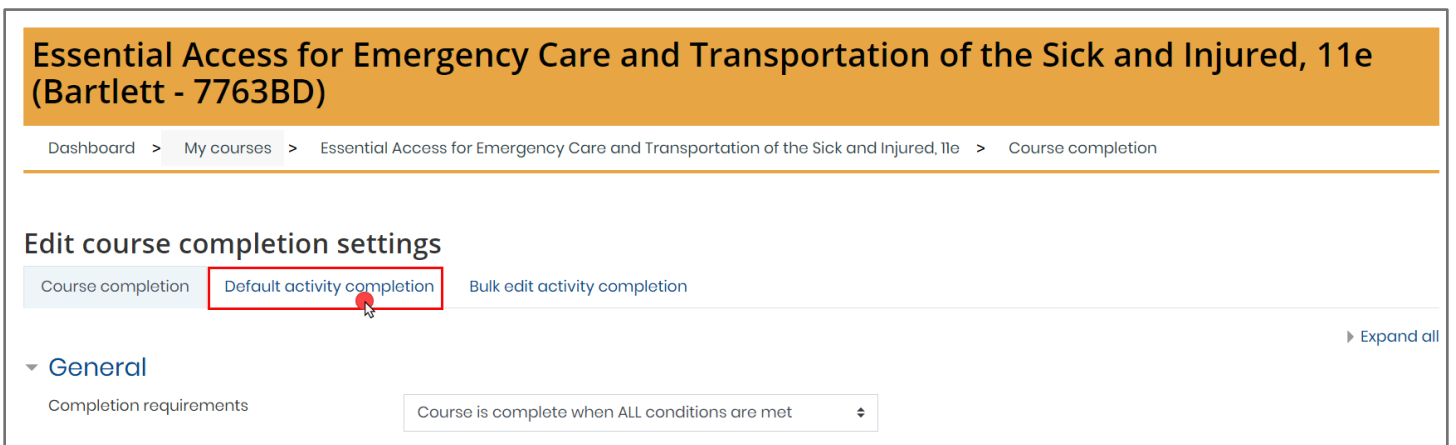 Essential Access for Emergency Care and Transportation of the Sick and Injured, 11e
(Bartlett - 7763BD)
Dashboard > My courses > Essential Access for Emergency Care and Transportation of the Sick and Injured, 11e > Course completion
Edit course completion settings
Course completion Default activity completion Bulk edit activity completion
Expand all
General
Completion requirements Course is complete when ALL conditions are met